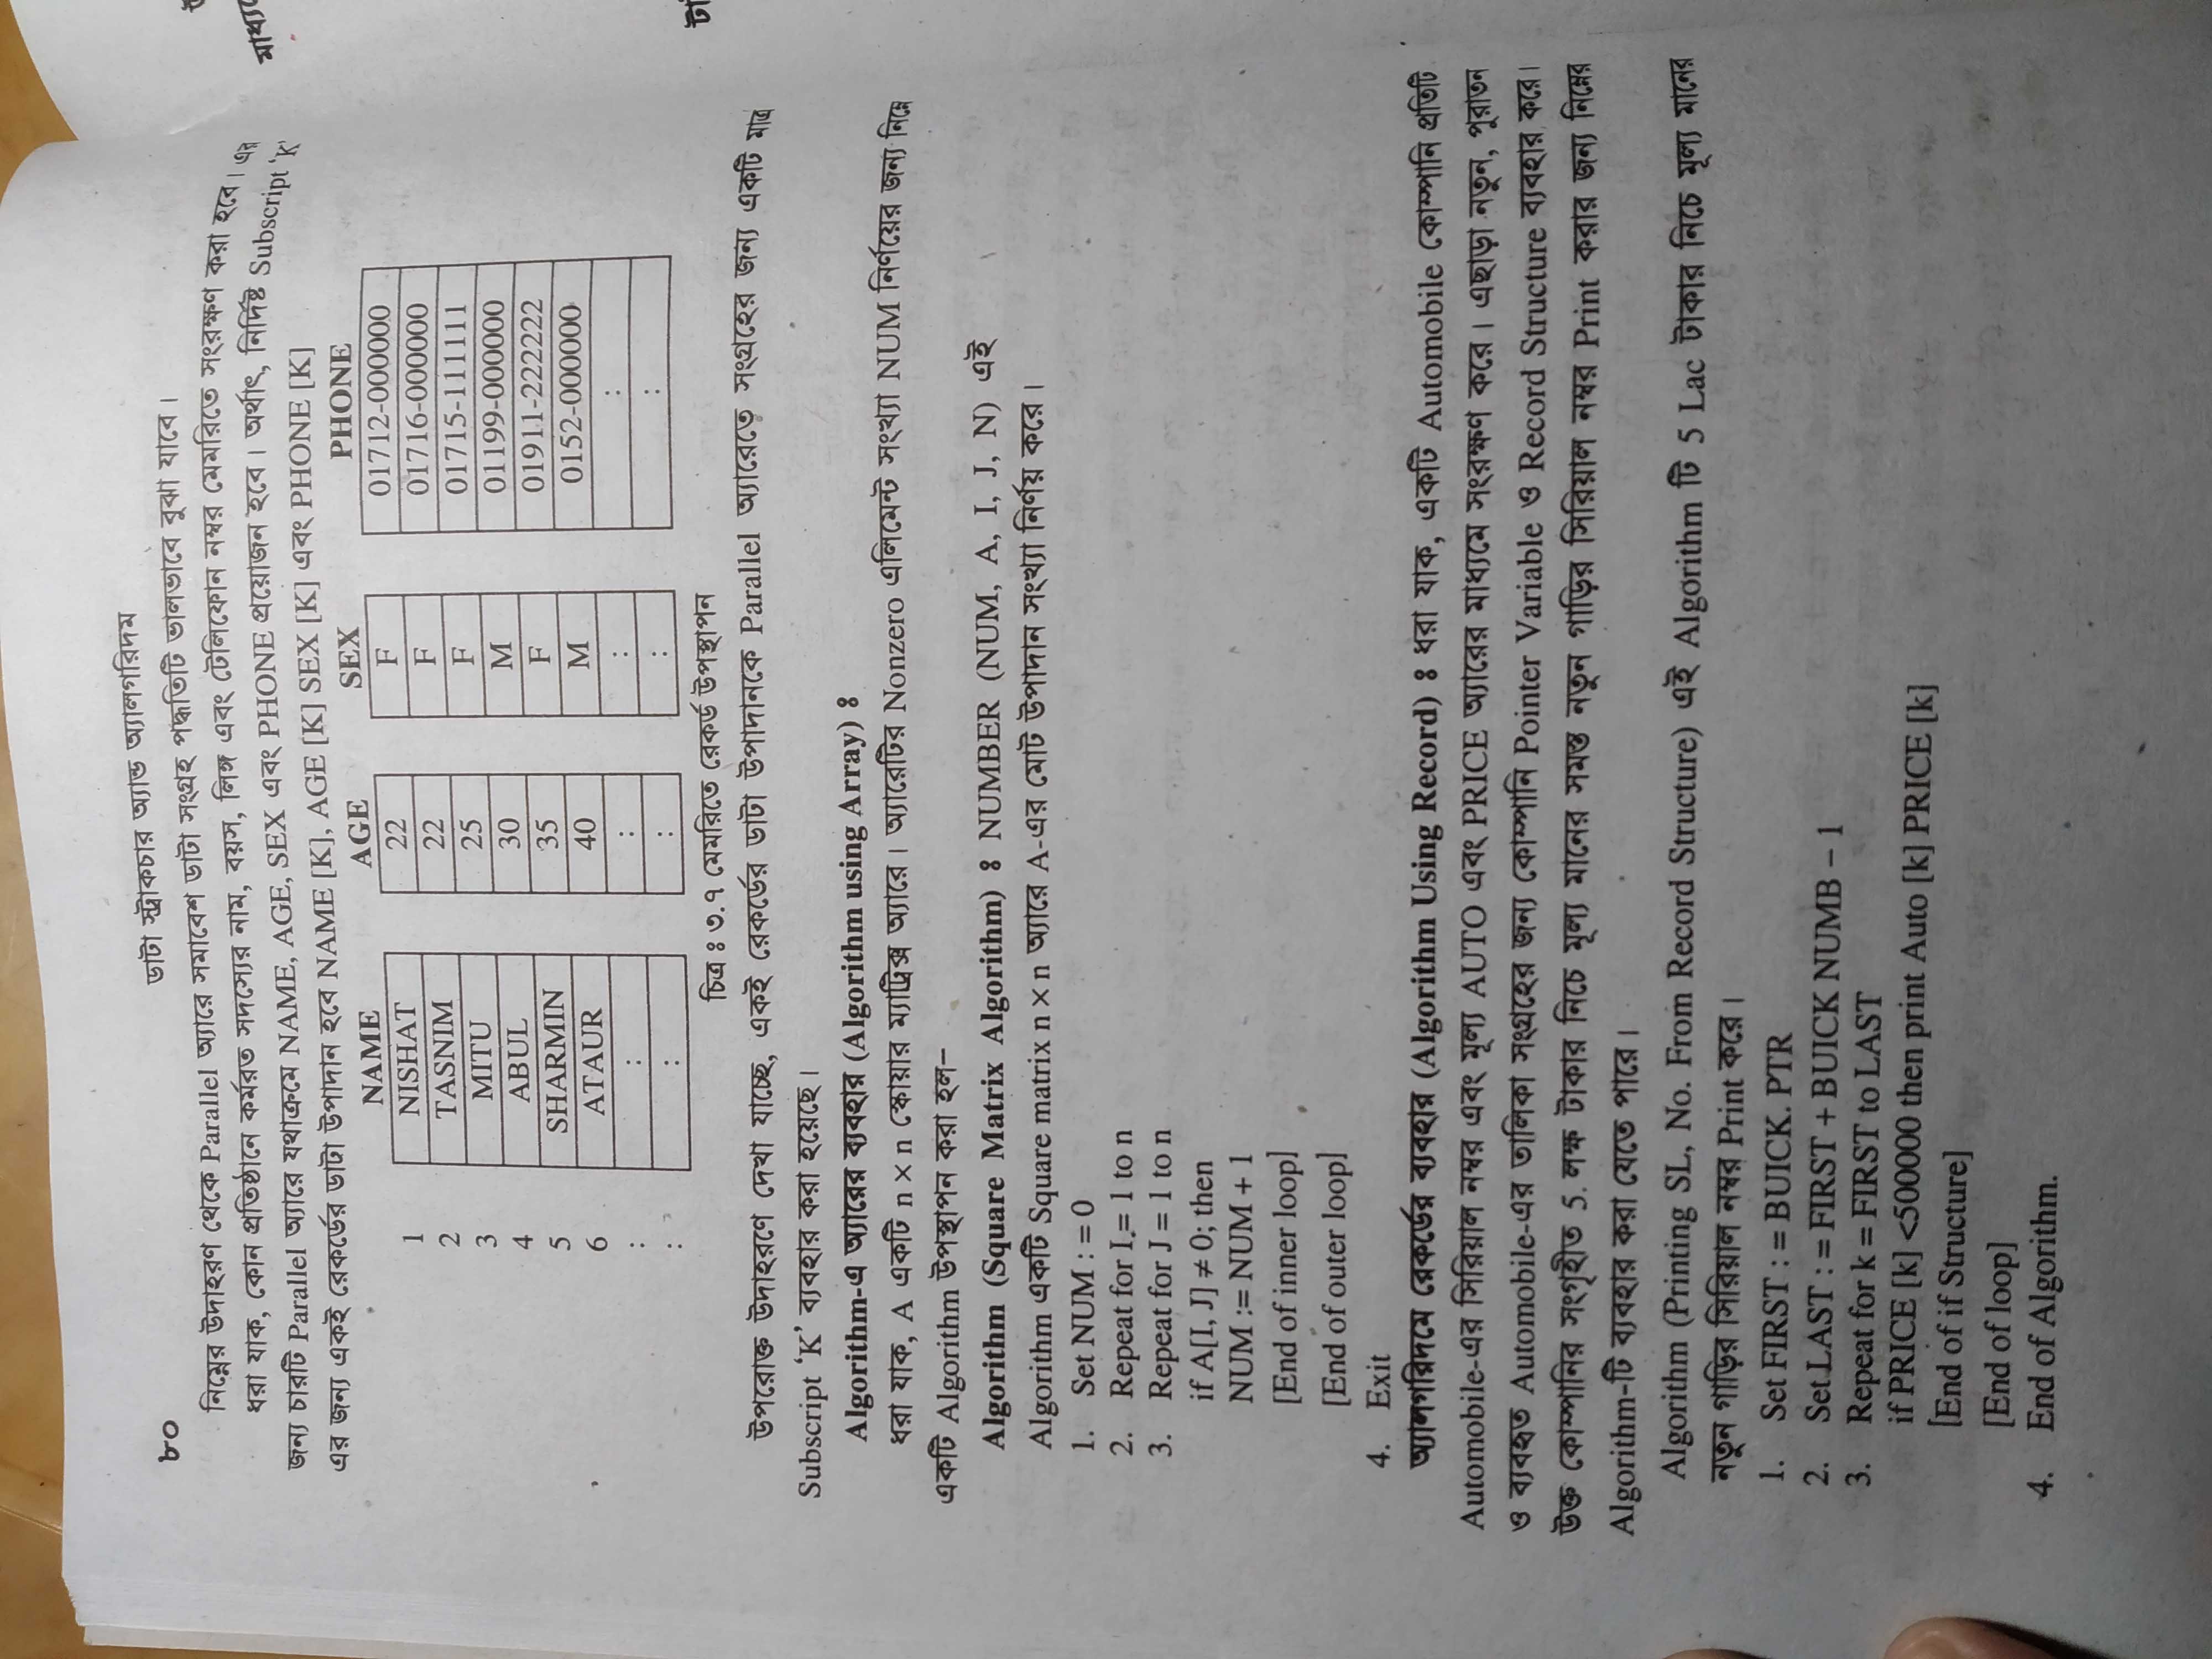 ৮০
ডাটা স্ট্রাকচার অ্যান্ড অ্যালগরিদম
নিম্নের উদাহরণ থেকে Parallel অ্যারে সমাবেশ ডাটা সংগ্রহ পদ্ধতিটি ভালভাবে বুঝা যাবে।
ধরা যাক, কোন প্রতিষ্ঠানে কর্মরত সদস্যের নাম, বয়স, লিঙ্গ এবং টেলিফোন নম্বর মেমরিতে সংরক্ষণ করা হবে। এর
জন্য চারটি Parallel অ্যারে যথাক্রমে NAME, AGE, SEX এবং PHONE প্রয়োজন হবে। অর্থাৎ, নির্দিষ্ট Subscript ‘K’
এর জন্য একই রেকর্ডের ডাটা উপাদান হবে NAME [K], AGE [K] SEX [K] এবং PHONE [K]
NAME AGE SEX PHONE
1 NISHAT 22 F 01712-000000
2 TASNIM 22 F 01716-000000
3 MITU 25 F 01715-111111
4 ABUL 30 M 01199-000000
5 SHARMIN 35 F 01911-222222
6 ATAUR 40 M 0152-000000
: : : : :
: : : : :
চিত্র ঃ ৩.৭ মেমরিতে রেকর্ড উপস্থাপন
উপরোক্ত উদাহরণে দেখা যাচ্ছে, একই রেকর্ডের ডাটা উপাদানকে Parallel অ্যারেতে সংগ্রহের জন্য একটি মাত্র
Subscript ‘K’ ব্যবহার করা হয়েছে।
Algorithm-এ অ্যারের ব্যবহার (Algorithm using Array) ঃ
ধরা যাক, A একটি n × n স্কোয়ার ম্যাট্রিক্স অ্যারে। অ্যারেটির Nonzero এলিমেন্ট সংখ্যা NUM নির্ণয়ের জন্য নিম্নে
একটি Algorithm উপস্থাপন করা হল–
Algorithm (Square Matrix Algorithm) ঃ NUMBER (NUM, A, I, J, N) এই
Algorithm একটি Square matrix n × n অ্যারে A-এর মোট উপাদান সংখ্যা নির্ণয় করে।
1. Set NUM : = 0
2. Repeat for I = 1 to n
3. Repeat for J = 1 to n
if A[I, J] ≠ 0; then
NUM := NUM + 1
[End of inner loop]
[End of outer loop]
4. Exit
অ্যালগরিদমে রেকর্ডের ব্যবহার (Algorithm Using Record) ঃ ধরা যাক, একটি Automobile কোম্পানি প্রতিটি
Automobile-এর সিরিয়াল নম্বর এবং মূল্য AUTO এবং PRICE অ্যারের মাধ্যমে সংরক্ষণ করে। এছাড়া নতুন, পুরাতন
ও ব্যবহৃত Automobile-এর তালিকা সংগ্রহের জন্য কোম্পানি Pointer Variable ও Record Structure ব্যবহার করে।
উক্ত কোম্পানির সংগৃহীত 5 লক্ষ টাকার নিচে মূল্য মানের সমস্ত নতুন গাড়ির সিরিয়াল নম্বর Print করার জন্য নিম্নের
Algorithm-টি ব্যবহার করা যেতে পারে।
Algorithm (Printing SL, No. From Record Structure) এই Algorithm টি 5 Lac টাকার নিচে মূল্য মানের
নতুন গাড়ির সিরিয়াল নম্বর Print করে।
1. Set FIRST : = BUICK. PTR
2. Set LAST : = FIRST + BUICK NUMB – 1
3. Repeat for k = FIRST to LAST
if PRICE [k] <500000 then print Auto [k] PRICE [k]
[End of if Structure]
[End of loop]
4. End of Algorithm.